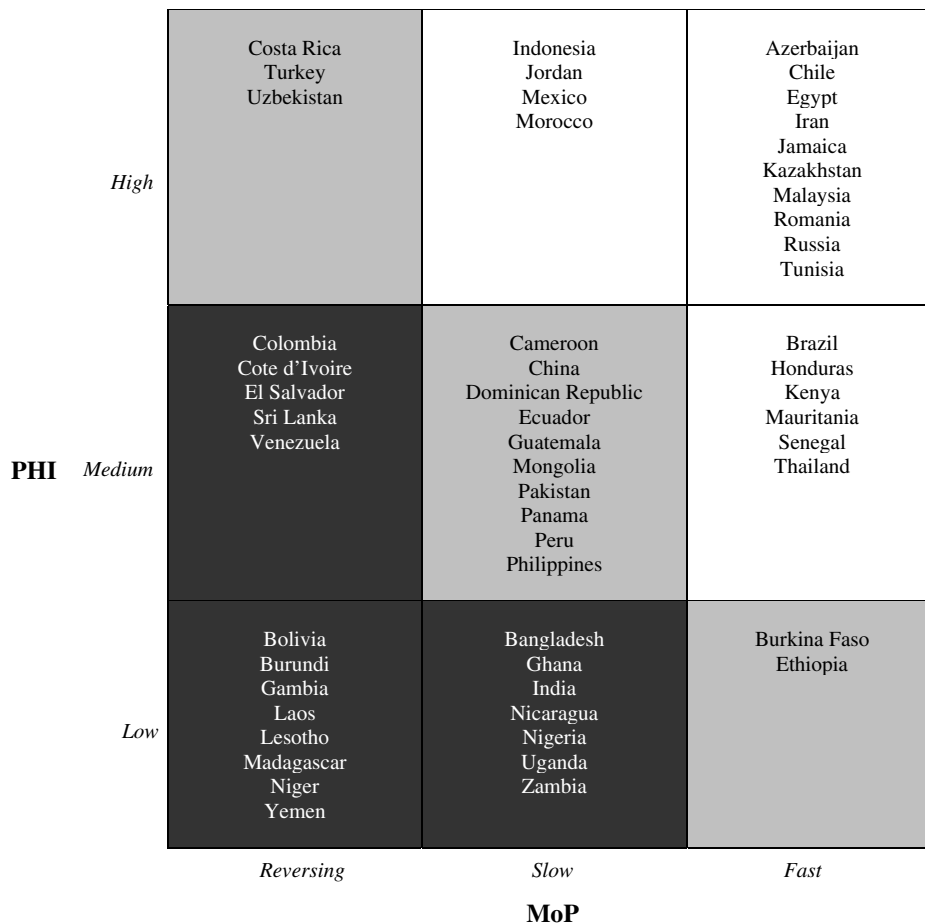 Costa Rica
Turkey
Uzbekistan
Indonesia
Jordan
Mexico
Morocco
Azerbaijan
Chile
Egypt
Iran
Jamaica
Kazakhstan
Malaysia
Romania
Russia
Tunisia
High
Colombia
Cote d'Ivoire
El Salvador
Sri Lanka
Venezuela
Cameroon
China
Dominican Republic
Ecuador
Guatemala
Mongolia
Pakistan
Panama
Peru
Philippines
Brazil
Honduras
Kenya
Mauritania
Senegal
Thailand
PHI Medium
Bolivia
Burundi
Gambia
Laos
Lesotho
Madagascar
Niger
Yemen
Bangladesh
Ghana
India
Nicaragua
Nigeria
Uganda
Zambia
Burkina Faso
Ethiopia
Low
Reversing Slow Fast
MoP